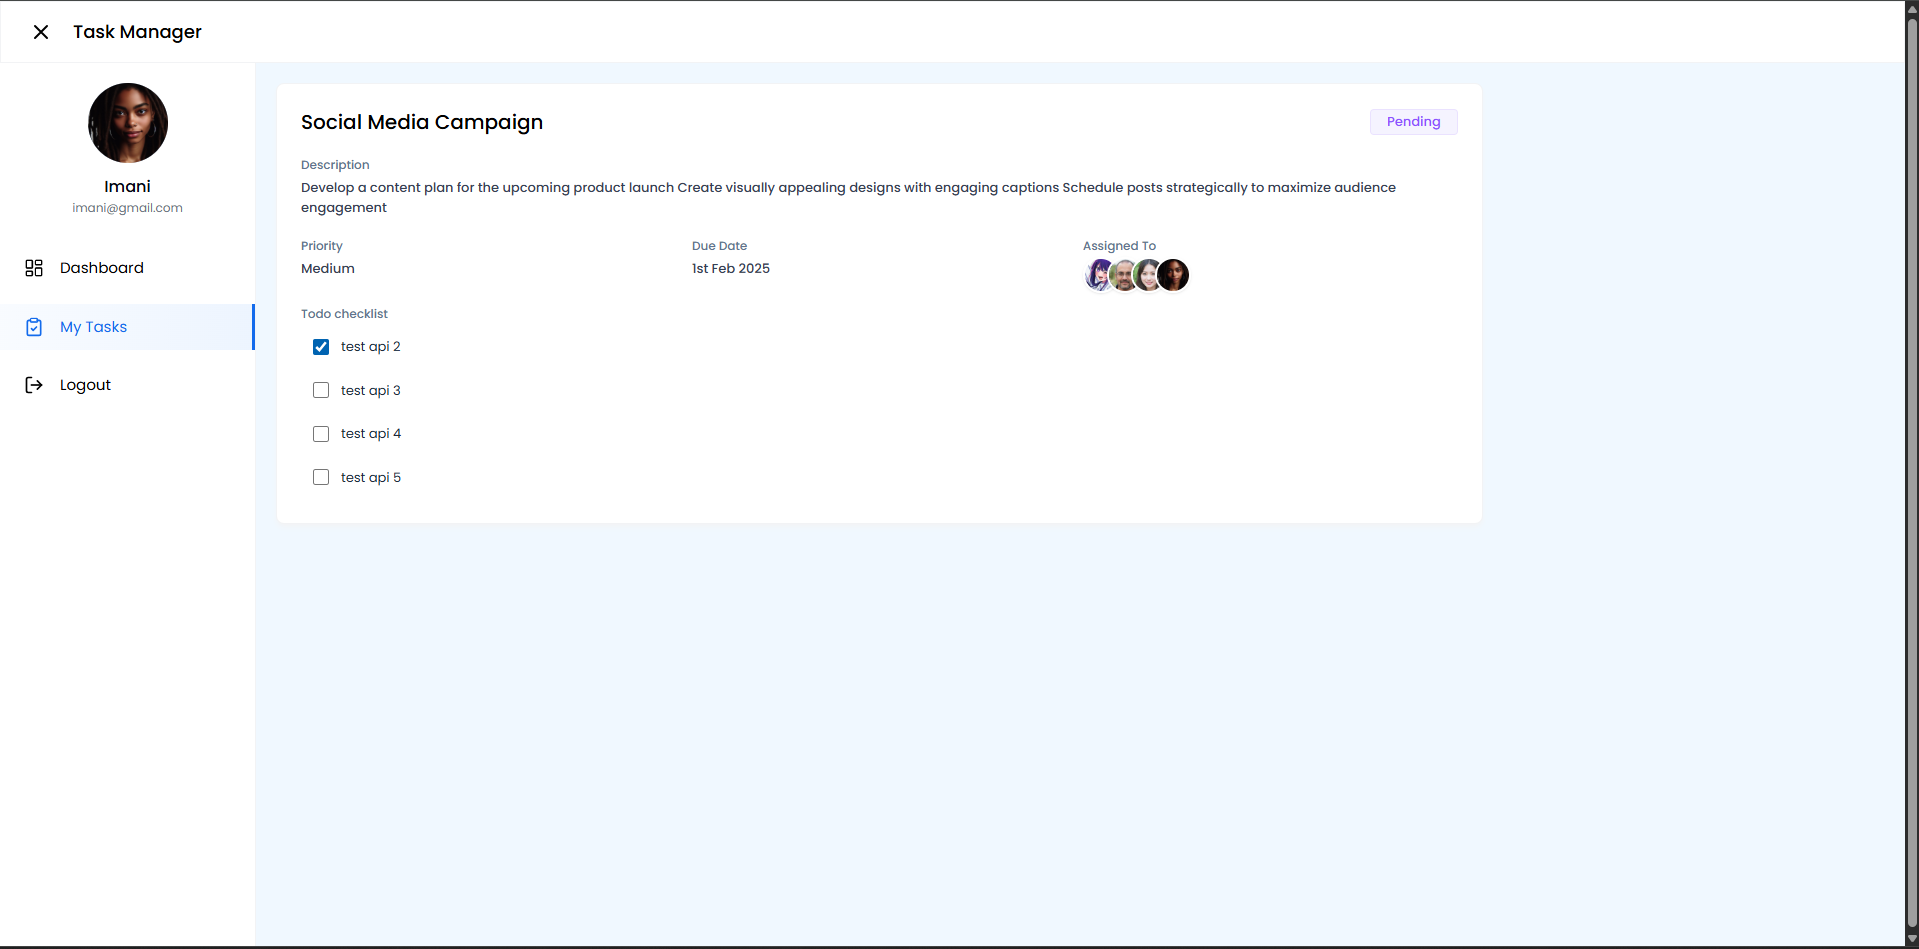 Task Manager
Imani
imani@gmail.com
Dashboard
My Tasks
Logout
Social Media Campaign
Pending
Description
Develop a content plan for the upcoming product launch Create visually appealing designs with engaging captions Schedule posts strategically to maximize audience
engagement
Priority
Medium
Due Date
1st Feb 2025
Assigned To
Todo checklist
test api 2
test api 3
test api 4
test api 5